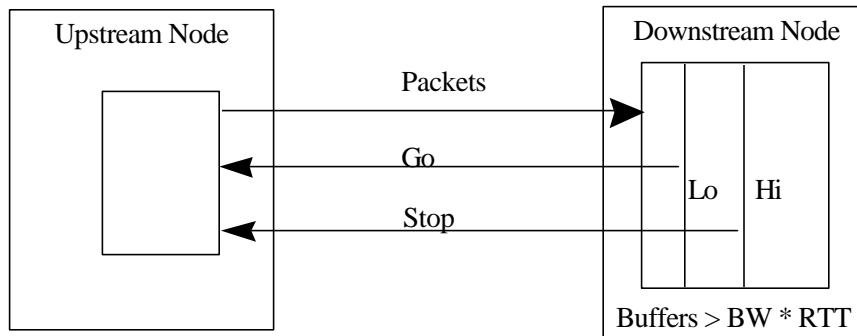 Upstream Node
Downstream Node
Packets
Go
Lo
Hi
Stop
Buffers > BW * RTT